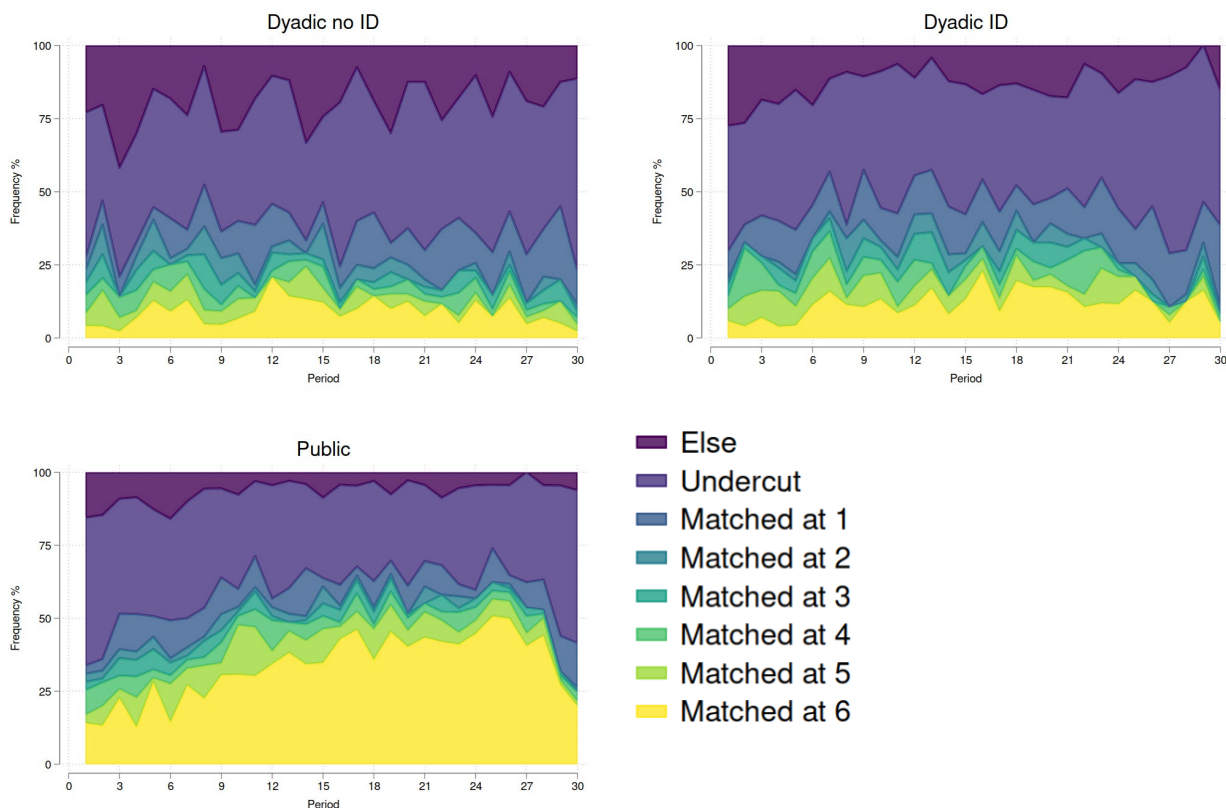 Dyadic no ID
Dyadic ID
100
75
50
25
0
Frequency %
0 3 6 9 12 15 18 21 24 27 30
Period
100
75
50
25
0
Frequency %
0 3 6 9 12 15 18 21 24 27 30
Period
Public
100
75
50
25
0
Frequency %
0 3 6 9 12 15 18 21 24 27 30
Period
Else
Undercut
Matched at 1
Matched at 2
Matched at 3
Matched at 4
Matched at 5
Matched at 6